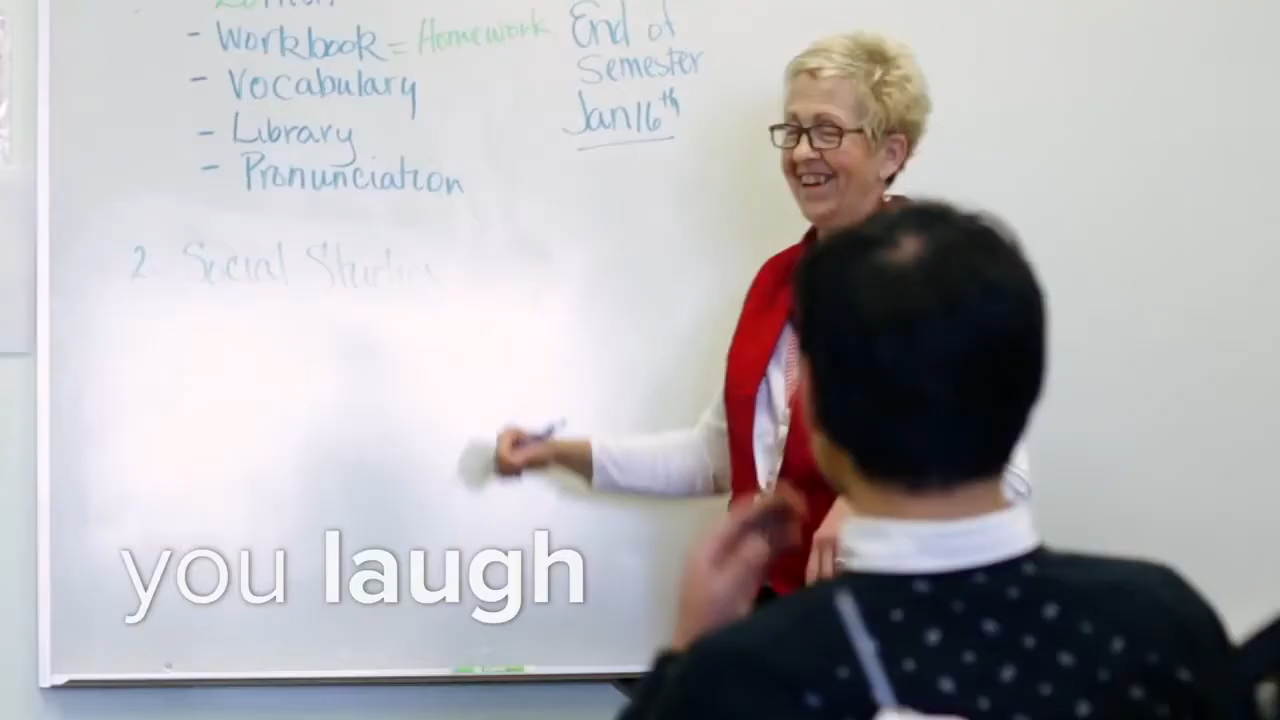 - Workbook = Homework
- Vocabulary
- Library
- Pronunciation
End of
Semester
Jan 16th
2. Social Studies
you laugh